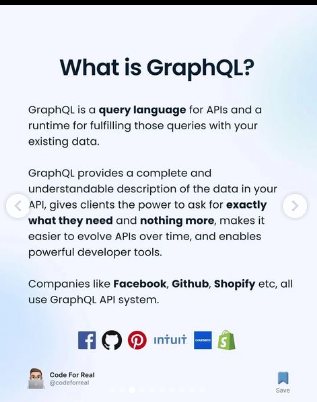 What is GraphQL?
GraphQL is a query language for APIs and a
runtime for fulfilling those queries with your
existing data.
GraphQL provides a complete and
understandable description of the data in your
API, gives clients the power to ask for exactly
what they need and nothing more, makes it
easier to evolve APIs over time, and enables
powerful developer tools.
Companies like Facebook, Github, Shopify etc, all
use GraphQL API system.
intuit
Code For Real
@codeforreal
Save